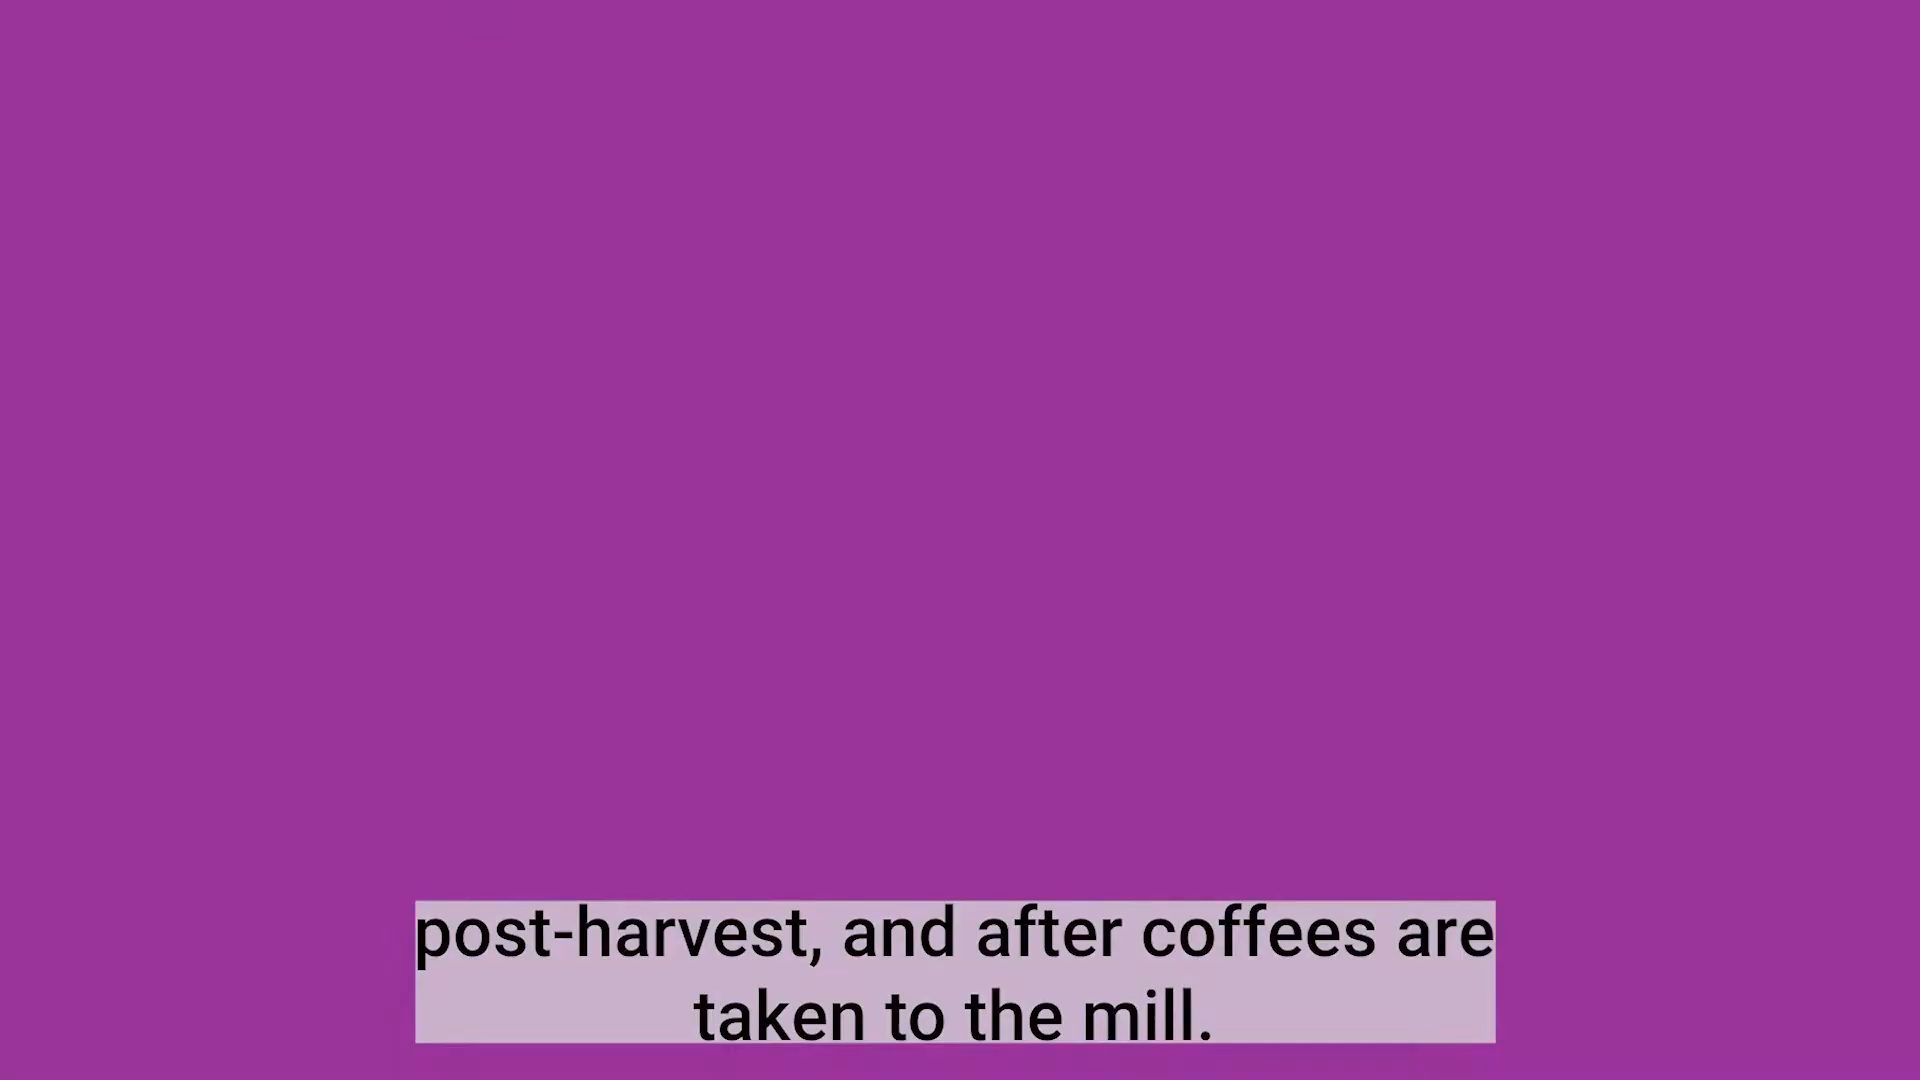 post-harvest, and after coffees are
taken to the mill.